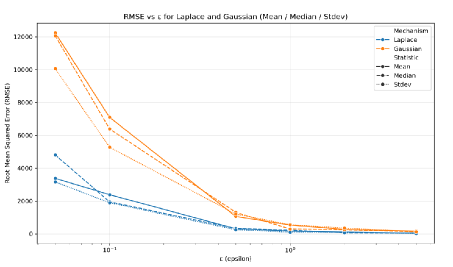 RMSE vs ε for Laplace and Gaussian (Mean / Median / Stdev)
Mechanism
Laplace
Gaussian
Statistic
Mean
Median
Stdev
Root Mean Squared Error (RMSE)
12000
10000
8000
6000
4000
2000
0
10⁻¹
10⁰
ε (epsilon)